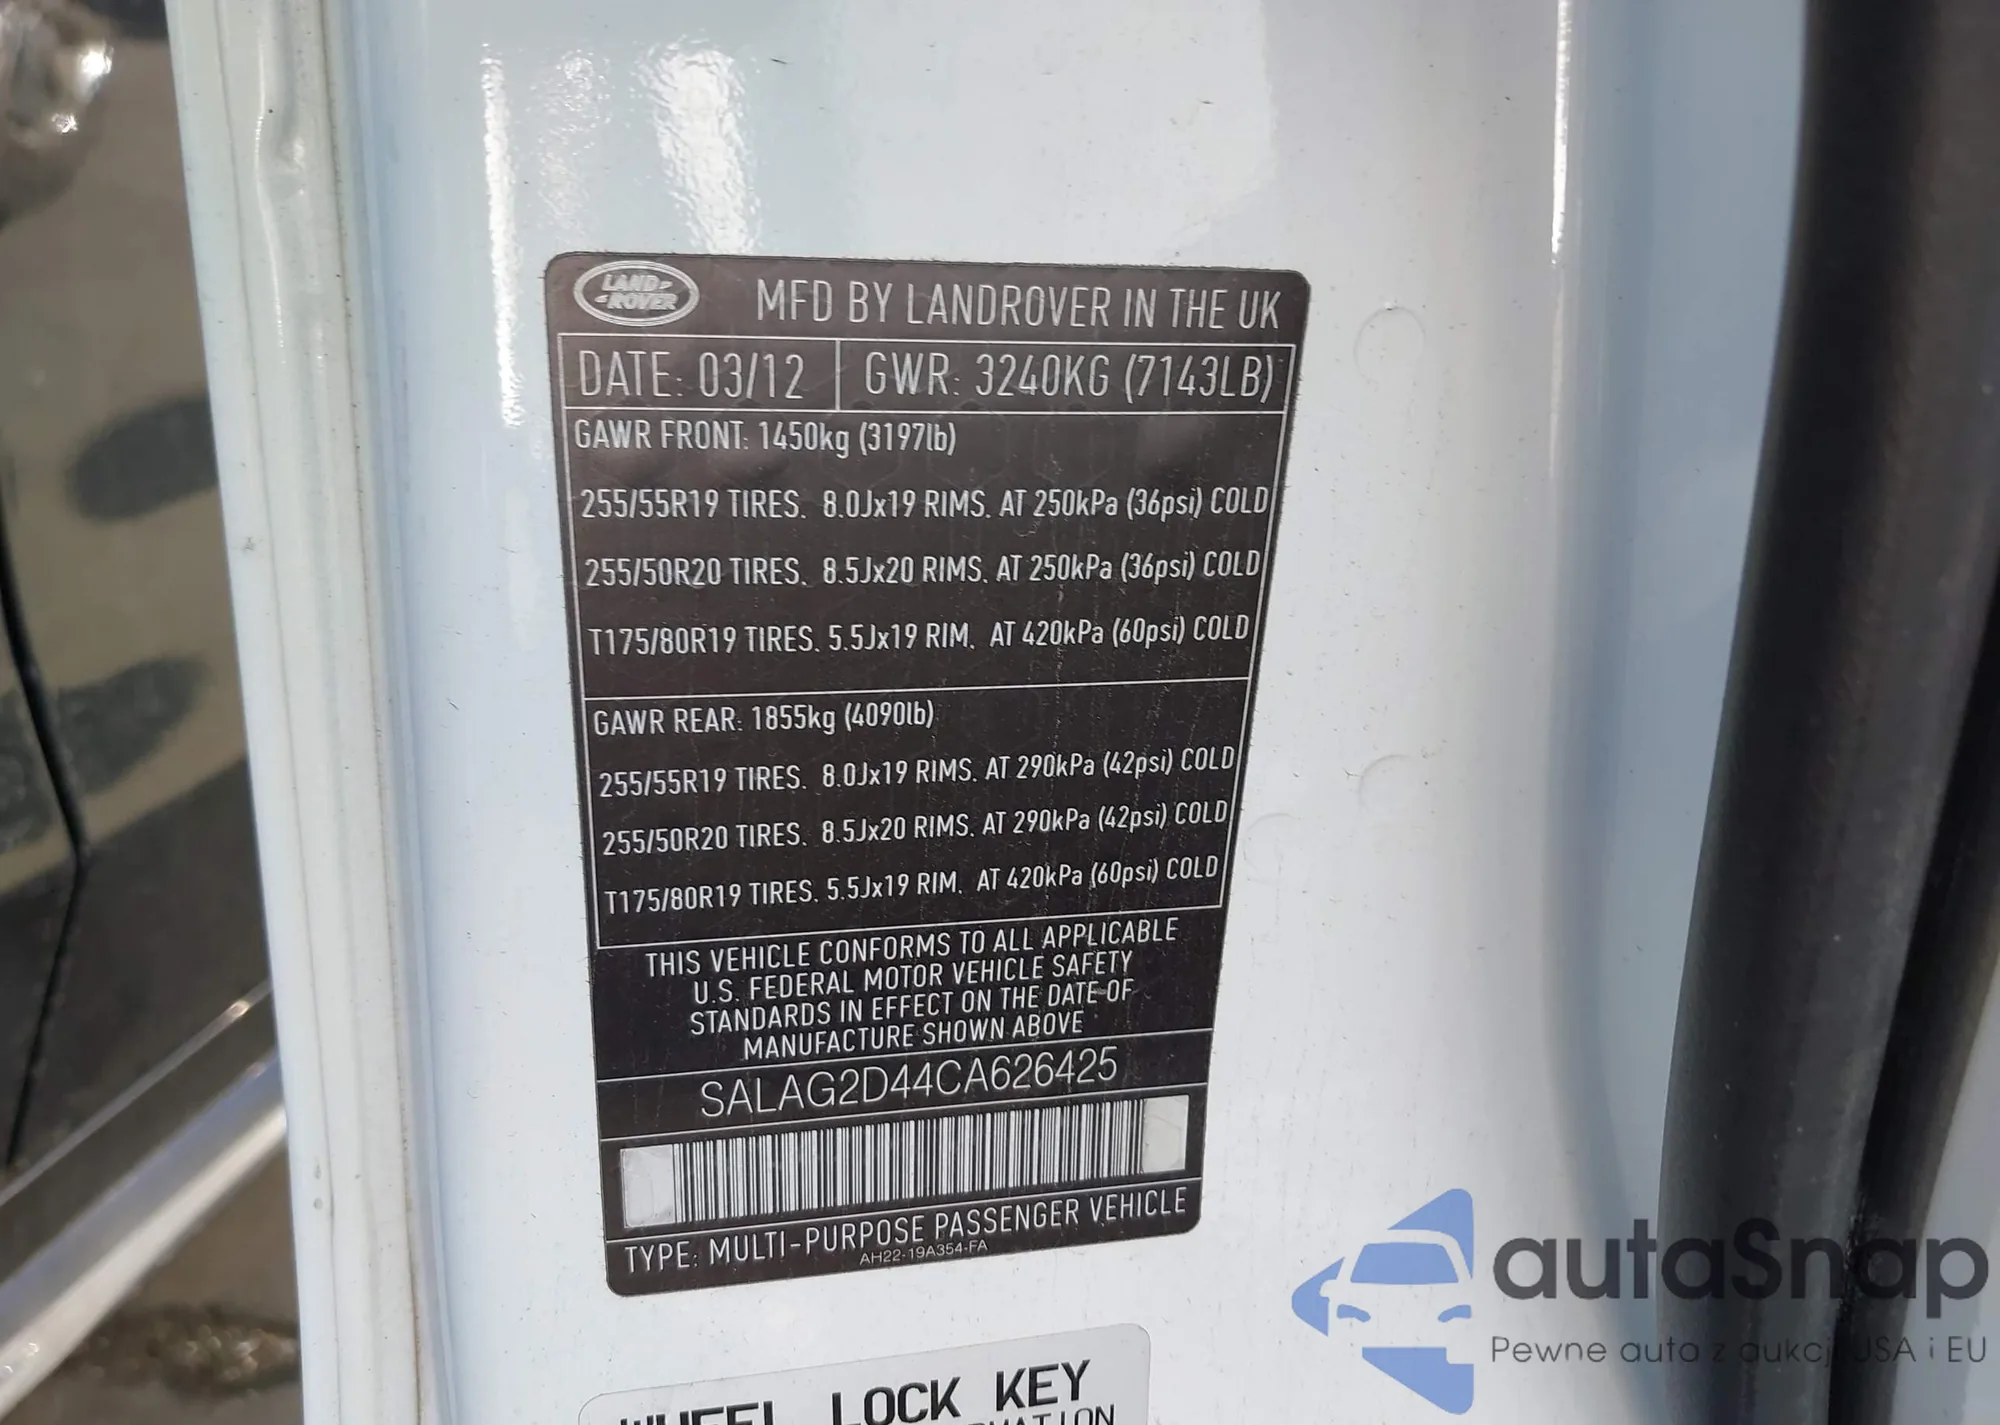 LAND
ROVER
MFD BY LANDROVER IN THE UK
DATE: 03/12 GWR: 3240KG (7143LB)
GAWR FRONT: 1450kg (3197lb)
255/55R19 TIRES. 8.0Jx19 RIMS. AT 250kPa (36psi) COLD
255/50R20 TIRES. 8.5Jx20 RIMS. AT 250kPa (36psi) COLD
T175/80R19 TIRES. 5.5Jx19 RIM. AT 420kPa (60psi) COLD
GAWR REAR: 1855kg (4090lb)
255/55R19 TIRES. 8.0Jx19 RIMS. AT 290kPa (42psi) COLD
255/50R20 TIRES. 8.5Jx20 RIMS. AT 290kPa (42psi) COLD
T175/80R19 TIRES. 5.5Jx19 RIM. AT 420kPa (60psi) COLD
THIS VEHICLE CONFORMS TO ALL APPLICABLE
U.S. FEDERAL MOTOR VEHICLE SAFETY
STANDARDS IN EFFECT ON THE DATE OF
MANUFACTURE SHOWN ABOVE
SALAG2D44CA626425
TYPE: MULTI-PURPOSE PASSENGER VEHICLE
AH22-19A354-FA
WHEEL LOCK KEY
autaSnap
Pewne auta z aukcji USA i EU